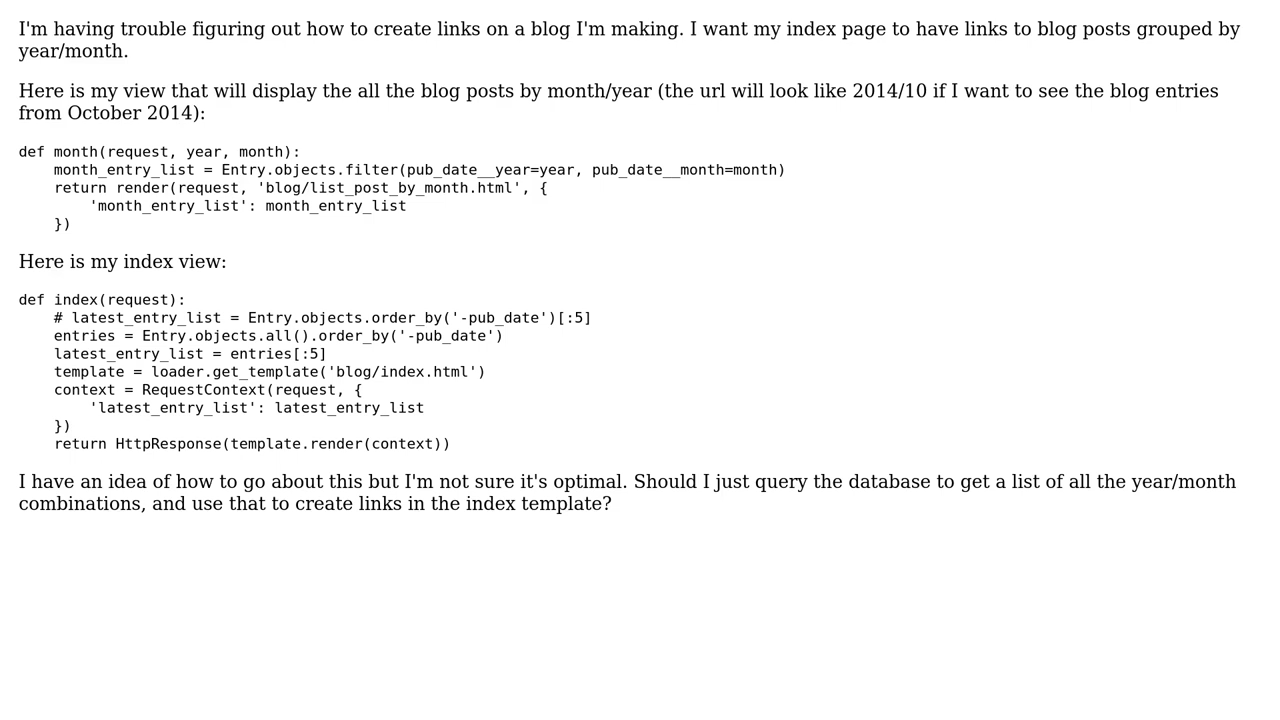 I'm having trouble figuring out how to create links on a blog I'm making. I want my index page to have links to blog posts grouped by
year/month.
Here is my view that will display the all the blog posts by month/year (the url will look like 2014/10 if I want to see the blog entries
from October 2014):
def month(request, year, month):
    month_entry_list = Entry.objects.filter(pub_date__year=year, pub_date__month=month)
    return render(request, 'blog/list_post_by_month.html', {
        'month_entry_list': month_entry_list
    })
Here is my index view:
def index(request):
    # latest_entry_list = Entry.objects.order_by('-pub_date')[:5]
    entries = Entry.objects.all().order_by('-pub_date')
    latest_entry_list = entries[:5]
    template = loader.get_template('blog/index.html')
    context = RequestContext(request, {
        'latest_entry_list': latest_entry_list
    })
    return HttpResponse(template.render(context))
I have an idea of how to go about this but I'm not sure it's optimal. Should I just query the database to get a list of all the year/month
combinations, and use that to create links in the index template?